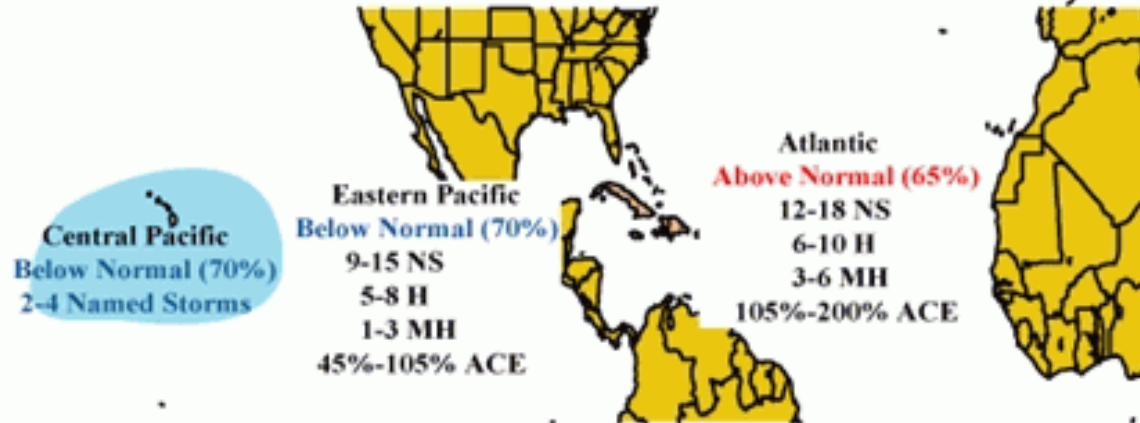 Central Pacific
Below Normal (70%)
2-4 Named Storms
Eastern Pacific
Below Normal (70%)
9-15 NS
5-8 H
1-3 MH
45%-105% ACE
Atlantic
Above Normal (65%)
12-18 NS
6-10 H
3-6 MH
105%-200% ACE